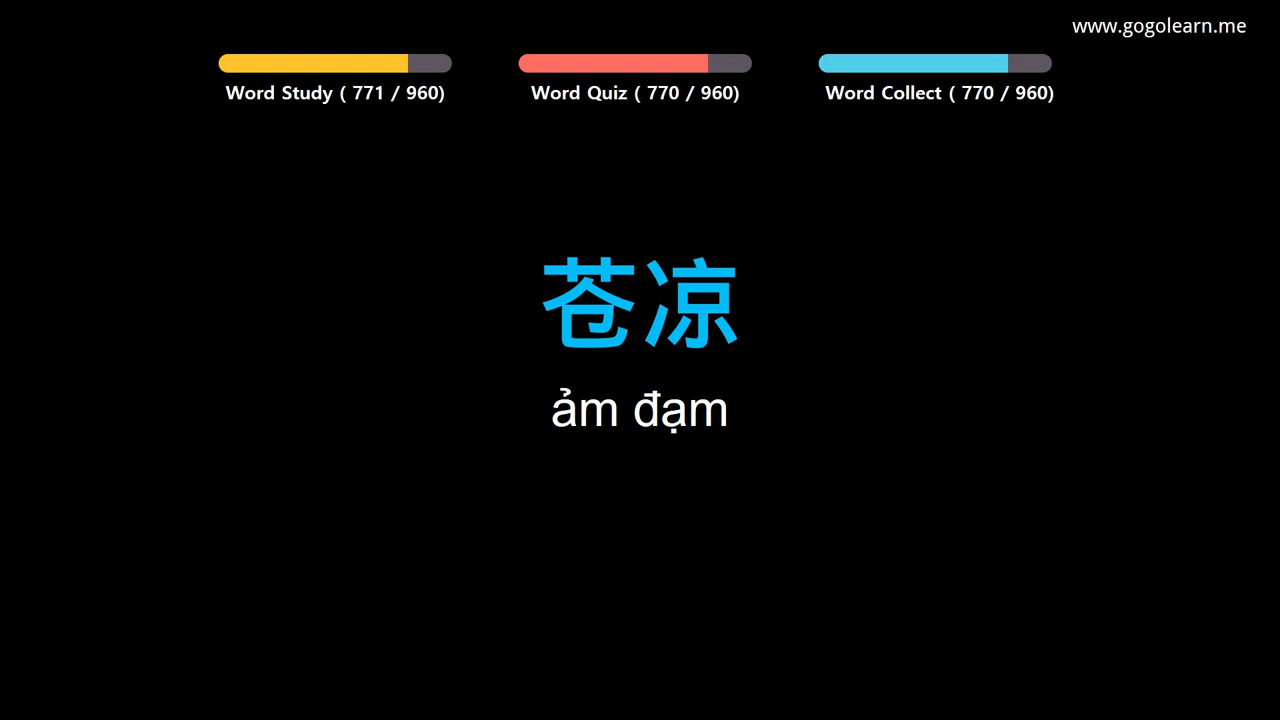 www.gogolearn.me
Word Study ( 771 / 960)
Word Quiz ( 770 / 960)
Word Collect ( 770 / 960)
苍凉
ảm đạm